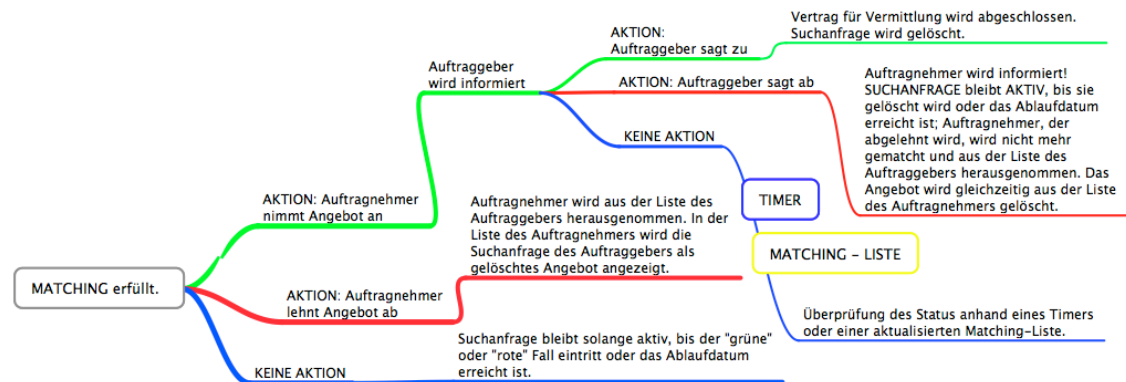 Vertrag für Vermittlung wird abgeschlossen.
Suchanfrage wird gelöscht.
AKTION:
Auftraggeber sagt zu
Auftraggeber
wird informiert
AKTION: Auftraggeber sagt ab
Auftragnehmer wird informiert!
SUCHANFRAGE bleibt AKTIV, bis sie
gelöscht wird oder das Ablaufdatum
erreicht ist; Auftragnehmer, der
abgelehnt wird, wird nicht mehr
gematcht und aus der Liste des
Auftraggebers herausgenommen. Das
Angebot wird gleichzeitig aus der Liste
des Auftragnehmers gelöscht.
KEINE AKTION
TIMER
MATCHING - LISTE
Überprüfung des Status anhand eines Timers
oder einer aktualisierten Matching-Liste.
AKTION: Auftragnehmer
nimmt Angebot an
Auftragnehmer wird aus der Liste des
Auftraggebers herausgenommen. In der
Liste des Auftragnehmers wird die
Suchanfrage des Auftraggebers als
gelöschtes Angebot angezeigt.
MATCHING erfüllt.
AKTION: Auftragnehmer
lehnt Angebot ab
Suchanfrage bleibt solange aktiv, bis der "grüne"
oder "rote" Fall eintritt oder das Ablaufdatum
erreicht ist.
KEINE AKTION